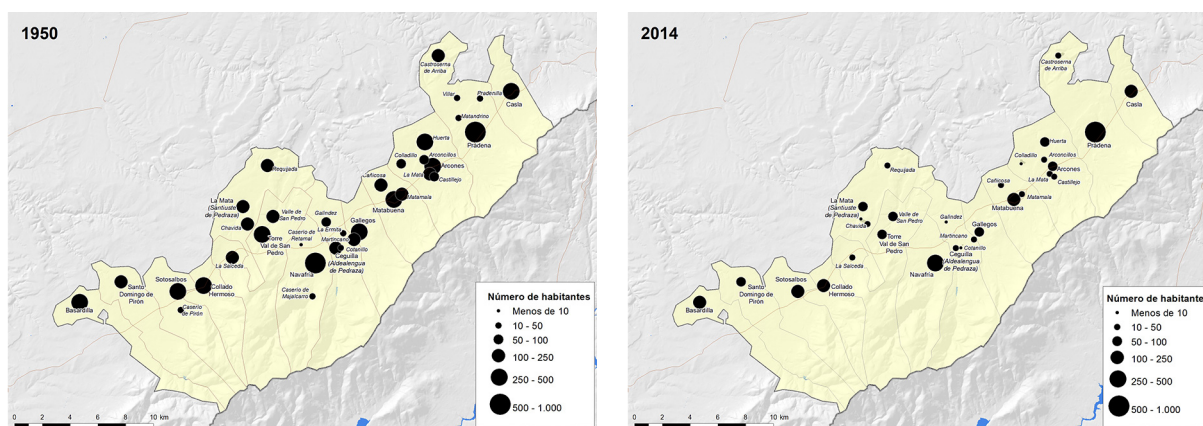 1950
Castroserna
de Arriba
Villar
Pradenilla
Casla
Matandrino
Prádena
Huerta
Colladillo
Arconcillos
Arcones
La Mata
Castillejo
Cañicosa
Matamala
Matabuena
Requijada
La Mata
(Santiuste
de Pedraza)
Chavida
Valle de
San Pedro
Torre
Val de San
Pedro
Galíndez
La Ermita
Gallegos
Caserío de
Retamal
Martincano
Cotanillo
Ceguilla
(Aldealengua
de Pedraza)
La Salceda
Navafría
Caserío de
Majalcarro
Sotosalbos
Collado
Hermoso
Santo
Domingo de
Pirón
Basardilla
Caserío
de Pirón
Número de habitantes
Menos de 10
10 - 50
50 - 100
100 - 250
250 - 500
500 - 1.000
0 2 4 6 10 km
2014
Castroserna
de Arriba
Casla
Prádena
Huerta
Colladillo
Arconcillos
Arcones
La Mata
Castillejo
Cañicosa
Matamala
Matabuena
Requijada
La Mata
(Santiuste
de Pedraza)
Chavida
Valle de
San Pedro
Torre
Val de San
Pedro
Galíndez
Gallegos
Martincano
Cotanillo
Ceguilla
(Aldealengua
de Pedraza)
La Salceda
Navafría
Sotosalbos
Collado
Hermoso
Santo
Domingo de
Pirón
Basardilla
Número de habitantes
Menos de 10
10 - 50
50 - 100
100 - 250
250 - 500
500 - 1.000
0 2 4 6 10 km